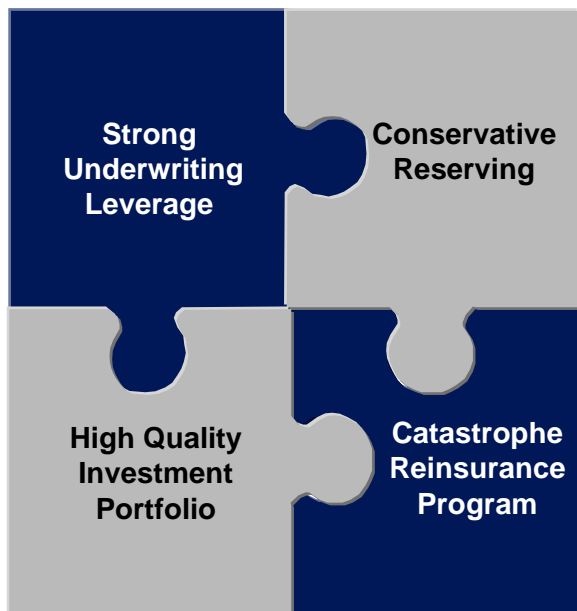 Strong
Underwriting
Leverage
Conservative
Reserving
High Quality
Investment
Portfolio
Catastrophe
Reinsurance
Program